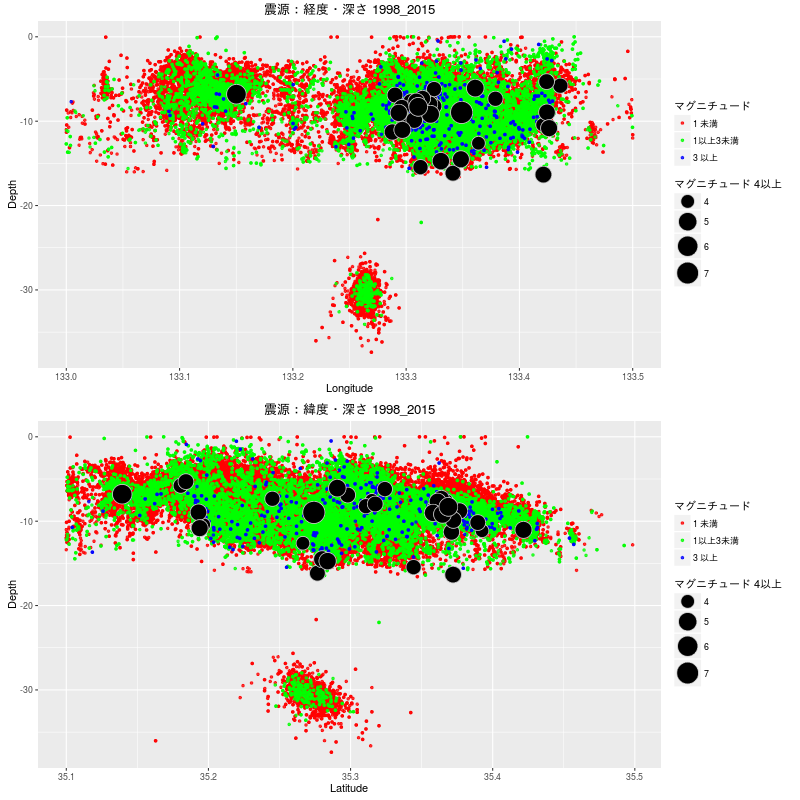 震源：経度・深さ 1998_2015
0
-10
-20
-30
Depth
133.0 133.1 133.2 133.3 133.4 133.5
Longitude
マグニチュード
1 未満
1以上3未満
3 以上
マグニチュード 4以上
4
5
6
7
震源：緯度・深さ 1998_2015
0
-10
-20
-30
Depth
35.1 35.2 35.3 35.4 35.5
Latitude
マグニチュード
1 未満
1以上3未満
3 以上
マグニチュード 4以上
4
5
6
7